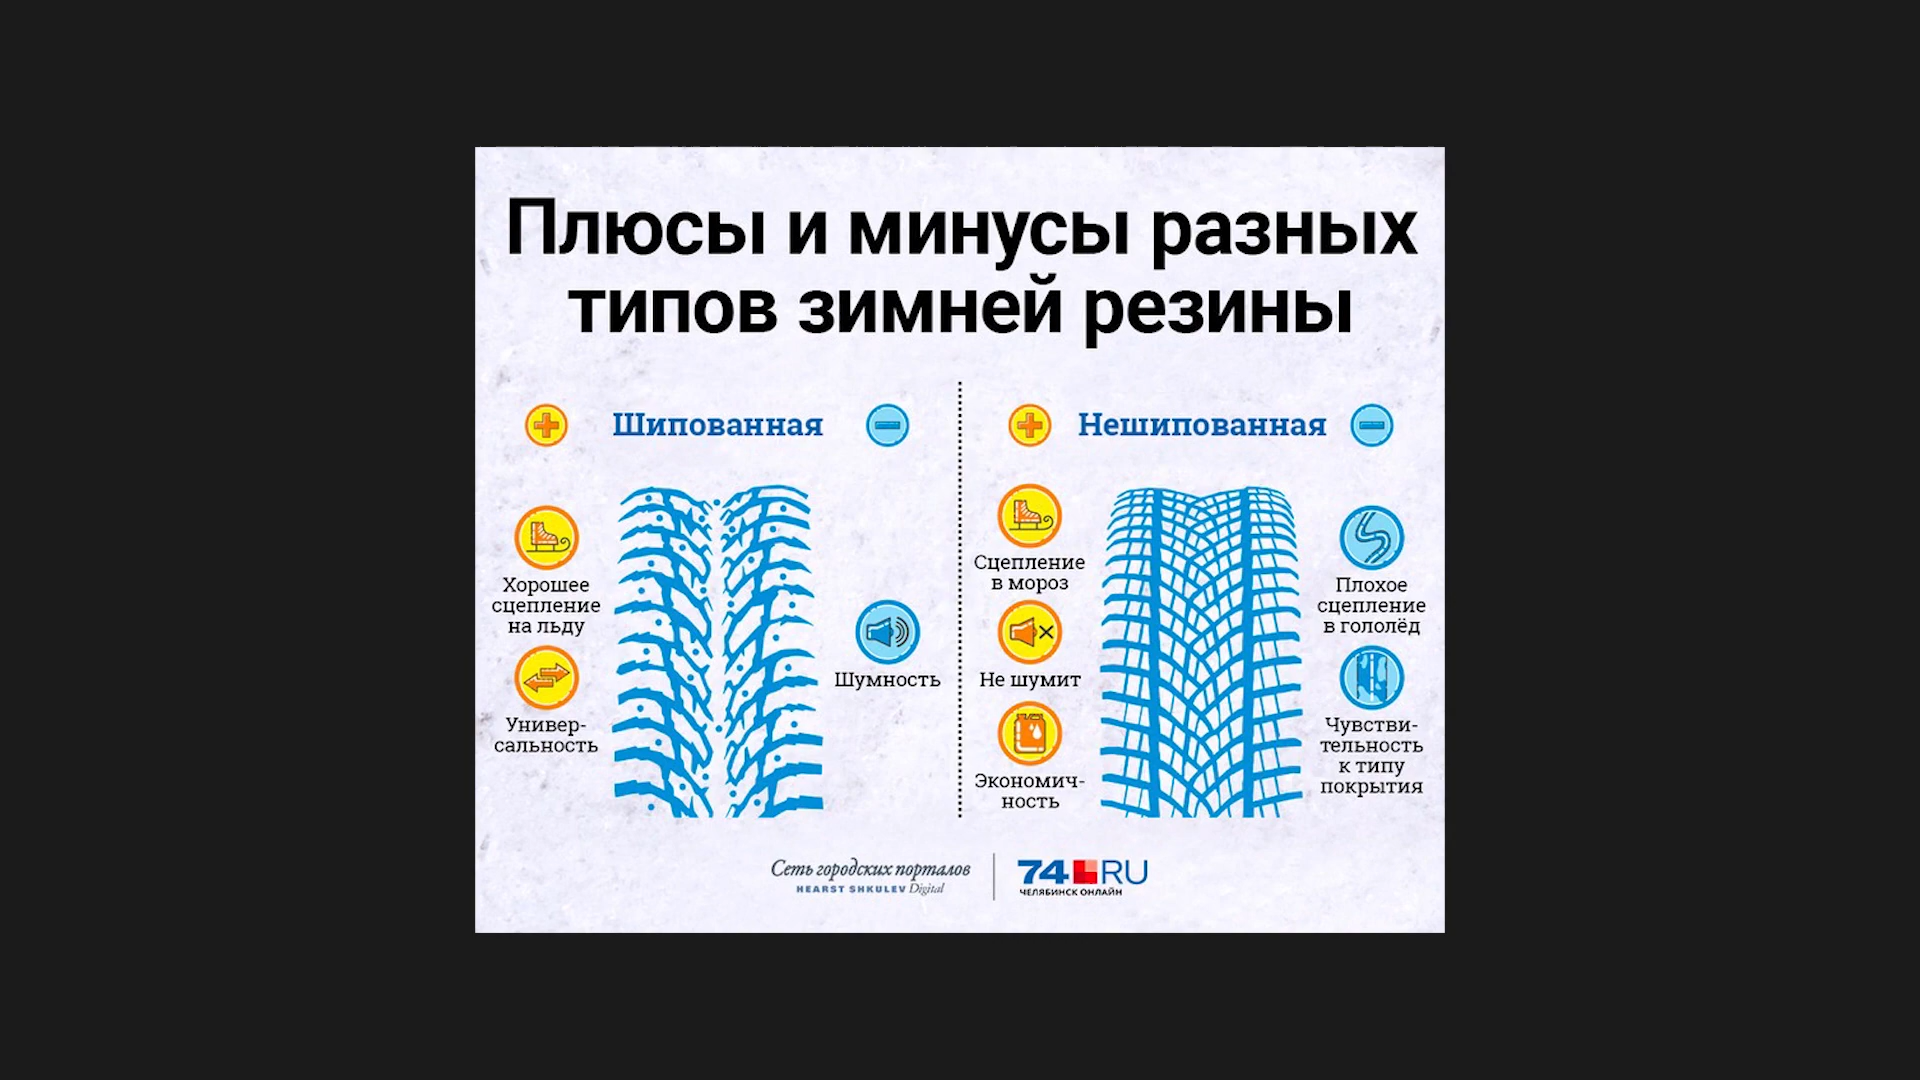 Плюсы и минусы разных
типов зимней резины
Шипованная
Хорошее
сцепление
на льду
Универ-
сальность
Шумность
Нешипованная
Сцепление
в мороз
Не шумит
Экономич-
ность
Плохое
сцепление
в гололёд
Чувстви-
тельность
к типу
покрытия
Сеть городских порталов
HEARST SHKULEV Digital
74 RU
ЧЕЛЯБИНСК ОНЛАЙН